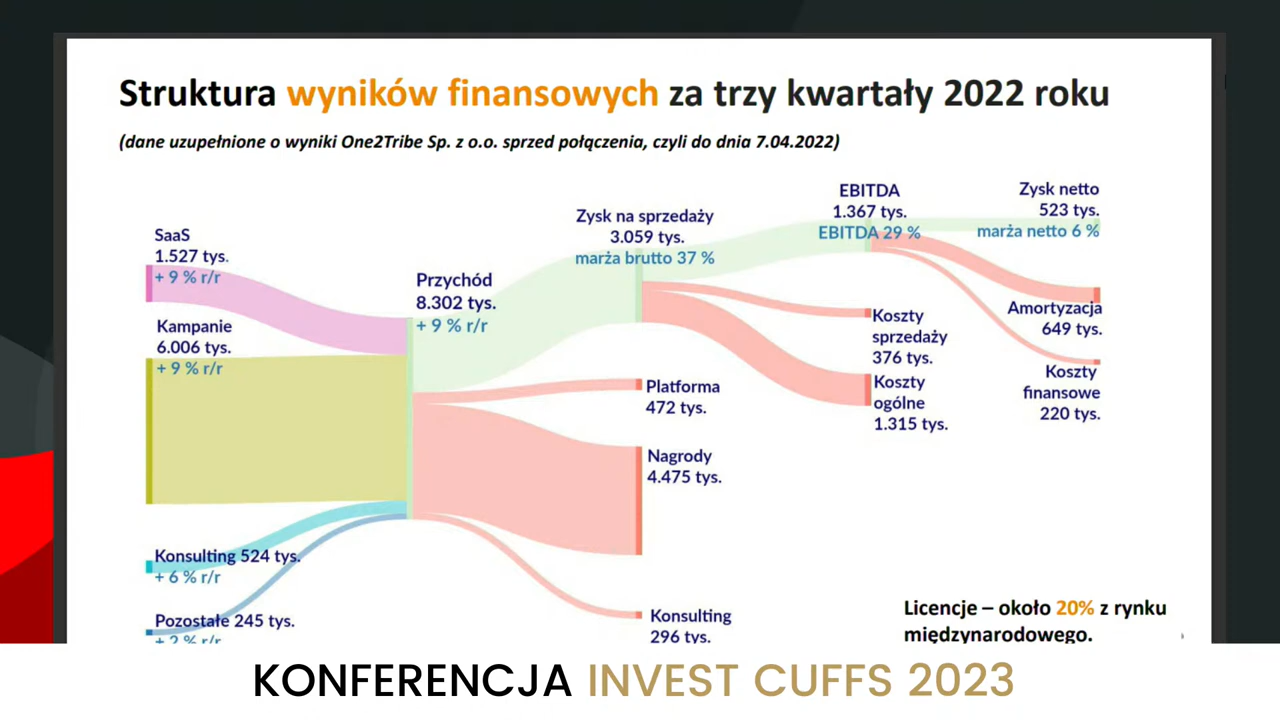 Struktura wyników finansowych za trzy kwartały 2022 roku
(dane uzupełnione o wyniki One2Tribe Sp. z o.o. sprzed połączenia, czyli do dnia 7.04.2022)
SaaS
1.527 tys.
+ 9 % r/r
Kampanie
6.006 tys.
+ 9 % r/r
Konsulting 524 tys.
+ 6 % r/r
Pozostałe 245 tys.
+ 2 % r/r
Przychód
8.302 tys.
+ 9 % r/r
Zysk na sprzedaży
3.059 tys.
marża brutto 37 %
Platforma
472 tys.
Nagrody
4.475 tys.
Konsulting
296 tys.
EBITDA
1.367 tys.
EBITDA 29 %
Koszty
sprzedaży
376 tys.
Koszty
ogólne
1.315 tys.
Zysk netto
523 tys.
marża netto 6 %
Amortyzacja
649 tys.
Koszty
finansowe
220 tys.
Licencje – około 20% z rynku
międzynarodowego.
KONFERENCJA INVEST CUFFS 2023